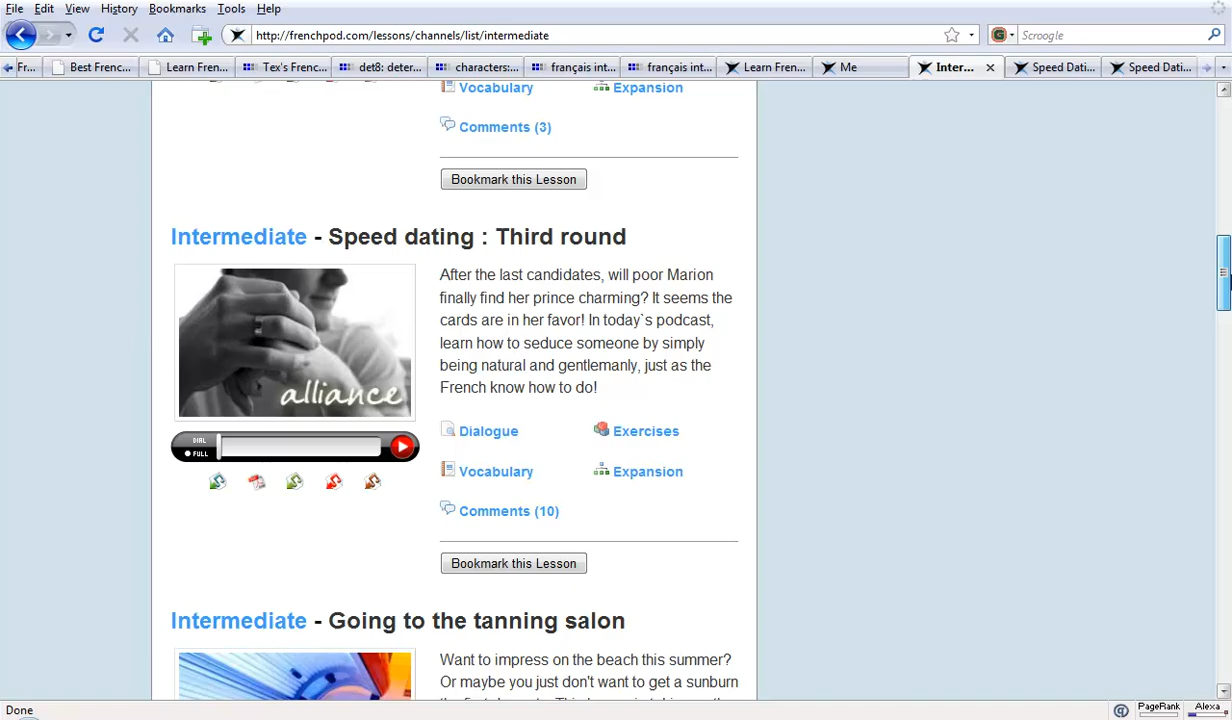 File Edit View History Bookmarks Tools Help
http://frenchpod.com/lessons/channels/list/intermediate
Scroogle
Fr... Best Frenc... Learn Fren... Tex's Frenc... det8: deter... characters:... français int... français int... Learn Fren... Me Inter... Speed Dati... Speed Dati...
Vocabulary Expansion
Comments (3)
Bookmark this Lesson
Intermediate - Speed dating : Third round
After the last candidates, will poor Marion
finally find her prince charming? It seems the
cards are in her favor! In today`s podcast,
learn how to seduce someone by simply
being natural and gentlemanly, just as the
French know how to do!
alliance
DIAL
FULL
Dialogue Exercises
Vocabulary Expansion
Comments (10)
Bookmark this Lesson
Intermediate - Going to the tanning salon
Want to impress on the beach this summer?
Or maybe you just don't want to get a sunburn
Done
PageRank Alexa